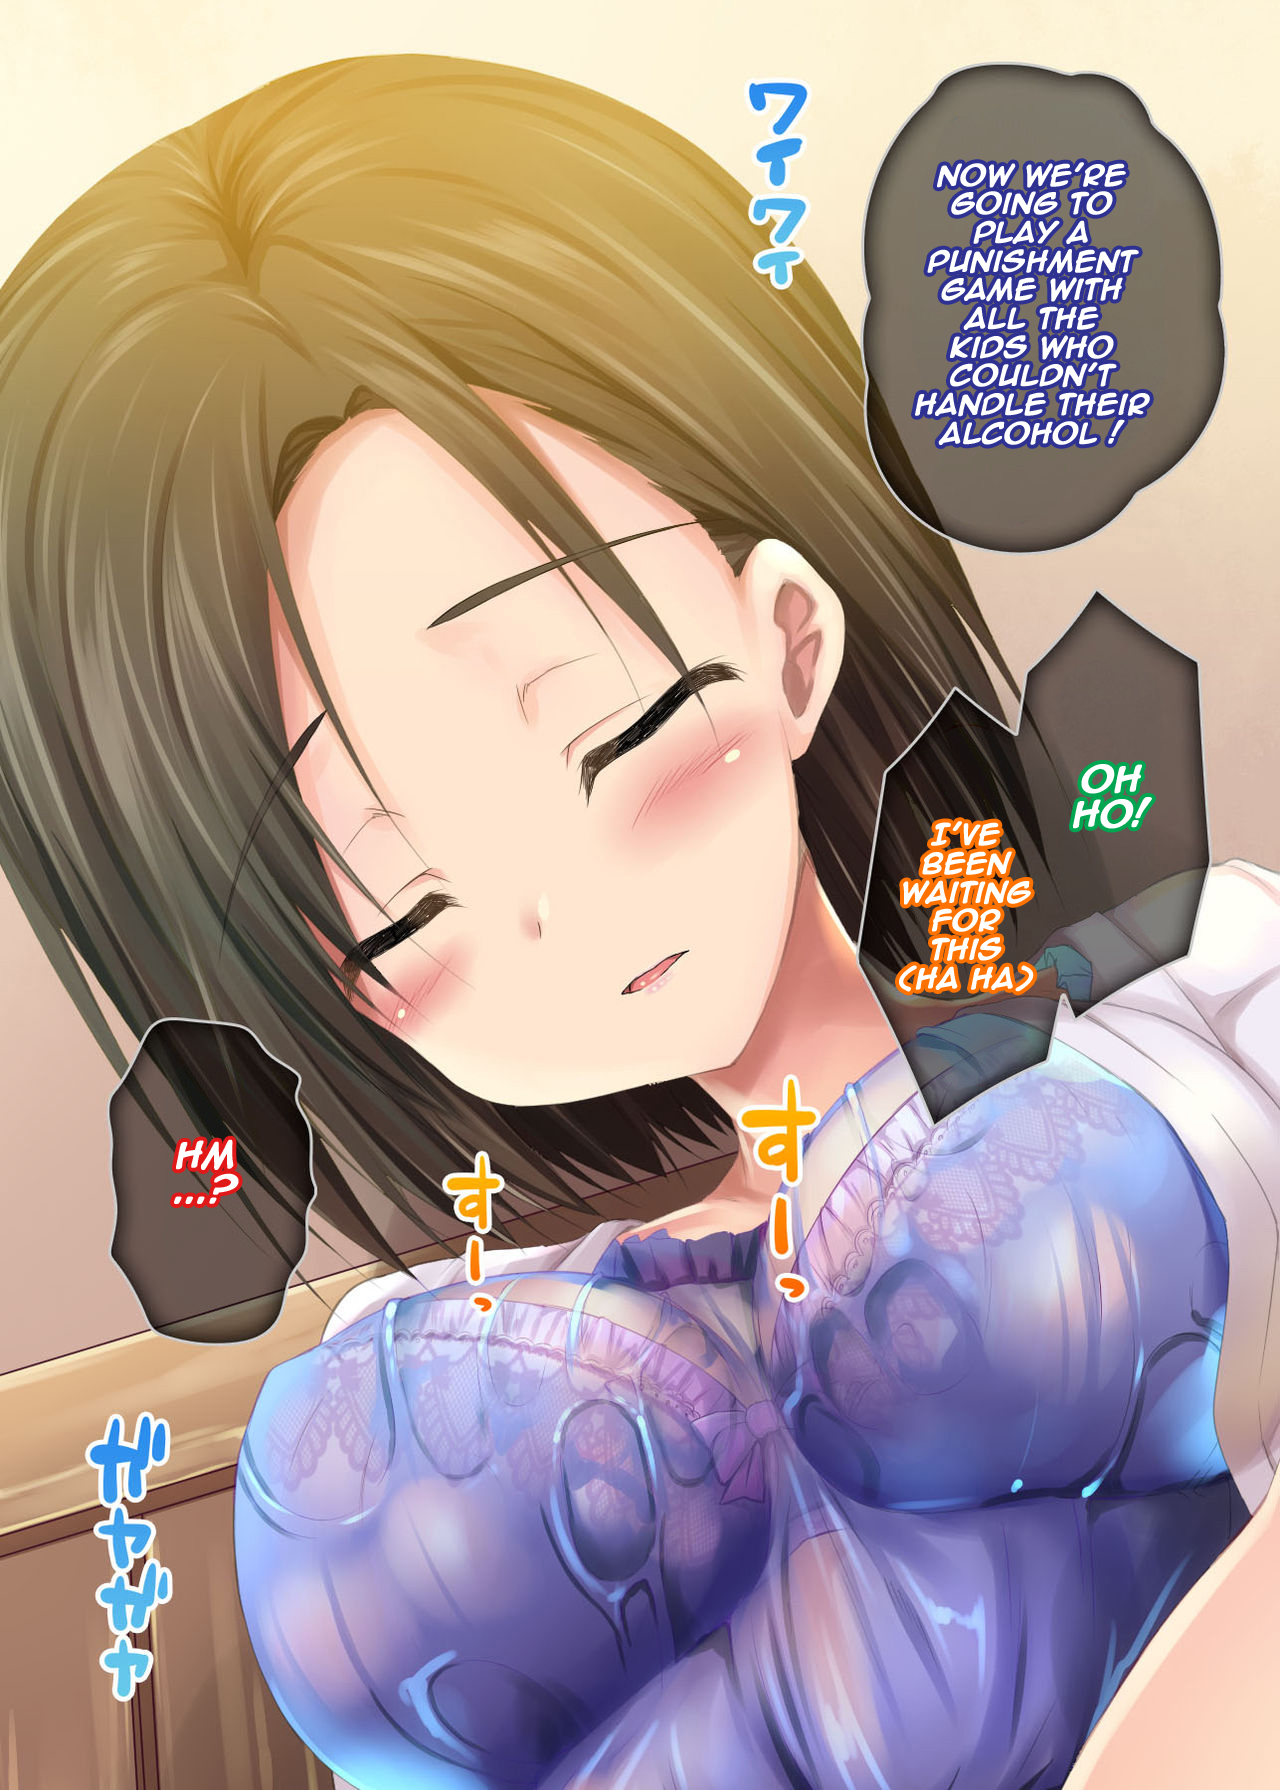 ワイワイ
NOW WE'RE
GOING TO
PLAY A
PUNISHMENT
GAME WITH
ALL THE
KIDS WHO
COULDN'T
HANDLE THEIR
ALCOHOL!
OH
HO!
I'VE
BEEN
WAITING
FOR
THIS
(HA HA)
HM
...?
すーっ
すーっ
ガヤガヤ